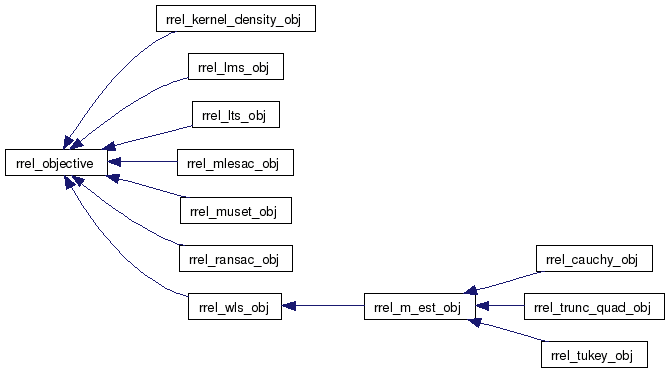 rrel_kernel_density_obj
rrel_lms_obj
rrel_lts_obj
rrel_objective
rrel_mlesac_obj
rrel_muset_obj
rrel_ransac_obj
rrel_cauchy_obj
rrel_wls_obj
rrel_m_est_obj
rrel_trunc_quad_obj
rrel_tukey_obj